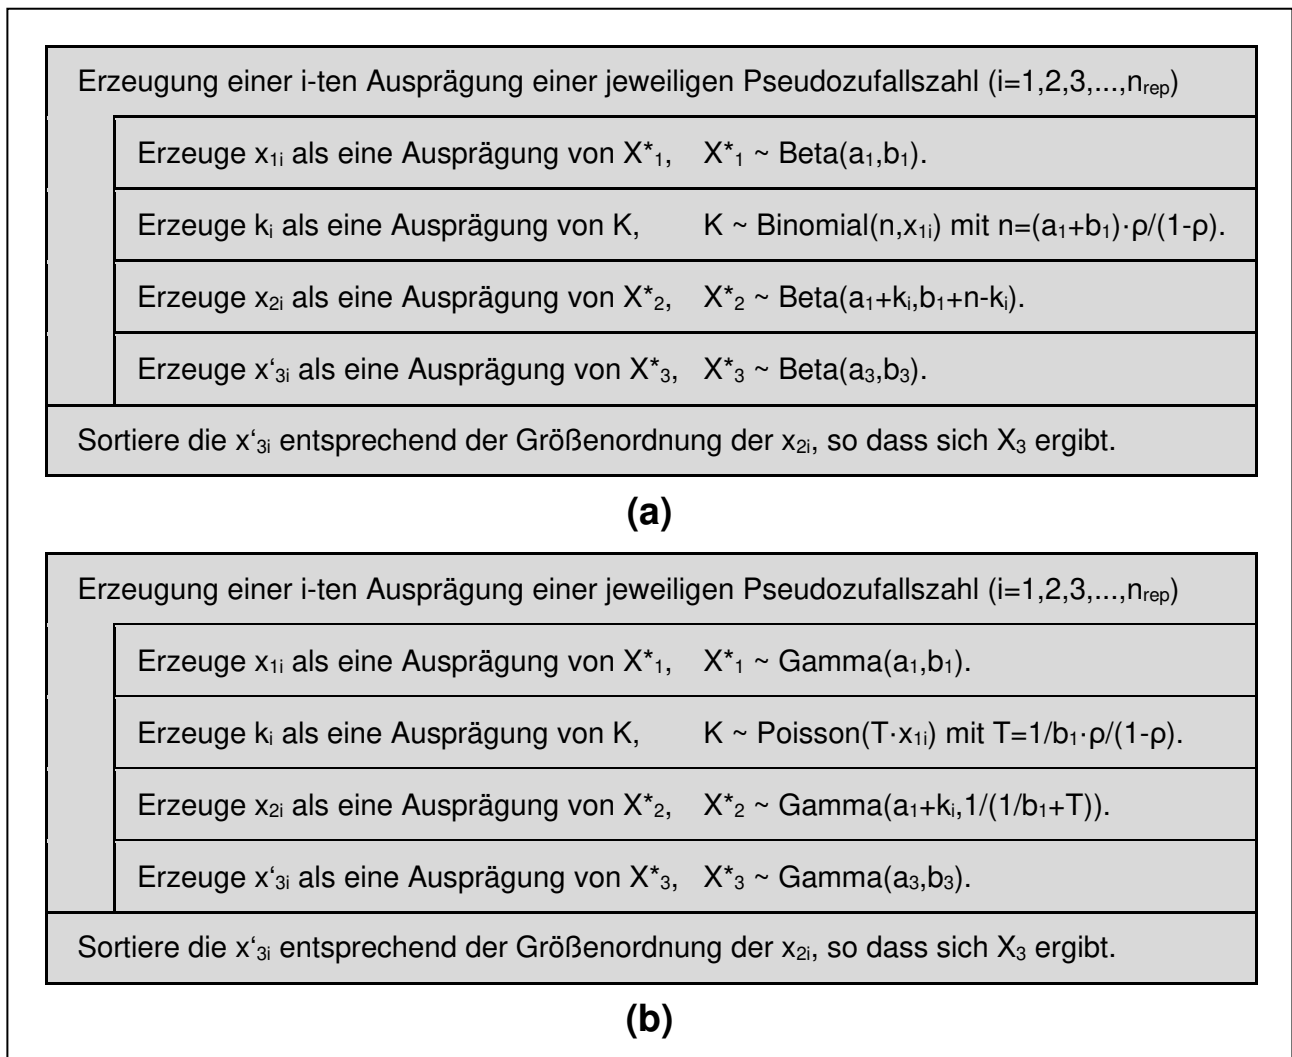 Erzeugung einer i-ten Ausprägung einer jeweiligen Pseudozufallszahl (i=1,2,3,...,nrep)
Erzeuge x1i als eine Ausprägung von X*1, X*1 ~ Beta(a1,b1).
Erzeuge ki als eine Ausprägung von K, K ~ Binomial(n,x1i) mit n=(a1+b1)·ρ/(1-ρ).
Erzeuge x2i als eine Ausprägung von X*2, X*2 ~ Beta(a1+ki,b1+n-ki).
Erzeuge x‘3i als eine Ausprägung von X*3, X*3 ~ Beta(a3,b3).
Sortiere die x‘3i entsprechend der Größenordnung der x2i, so dass sich X3 ergibt.
(a)
Erzeugung einer i-ten Ausprägung einer jeweiligen Pseudozufallszahl (i=1,2,3,...,nrep)
Erzeuge x1i als eine Ausprägung von X*1, X*1 ~ Gamma(a1,b1).
Erzeuge ki als eine Ausprägung von K, K ~ Poisson(T·x1i) mit T=1/b1·ρ/(1-ρ).
Erzeuge x2i als eine Ausprägung von X*2, X*2 ~ Gamma(a1+ki,1/(1/b1+T)).
Erzeuge x‘3i als eine Ausprägung von X*3, X*3 ~ Gamma(a3,b3).
Sortiere die x‘3i entsprechend der Größenordnung der x2i, so dass sich X3 ergibt.
(b)